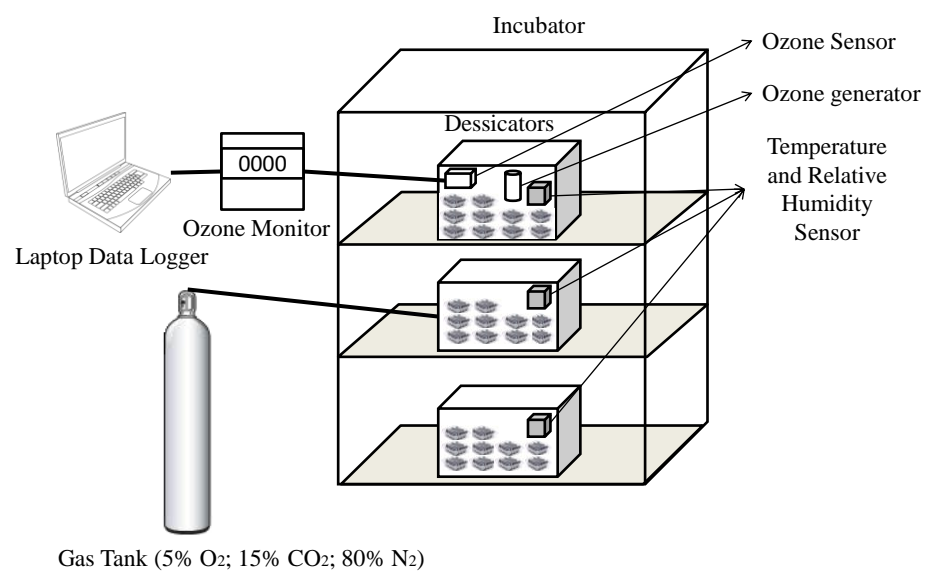 Incubator
Ozone Sensor
Ozone generator
Dessicators
Temperature
and Relative
Humidity
Sensor
0000
Ozone Monitor
Laptop Data Logger
Gas Tank (5% O2; 15% CO2; 80% N2)